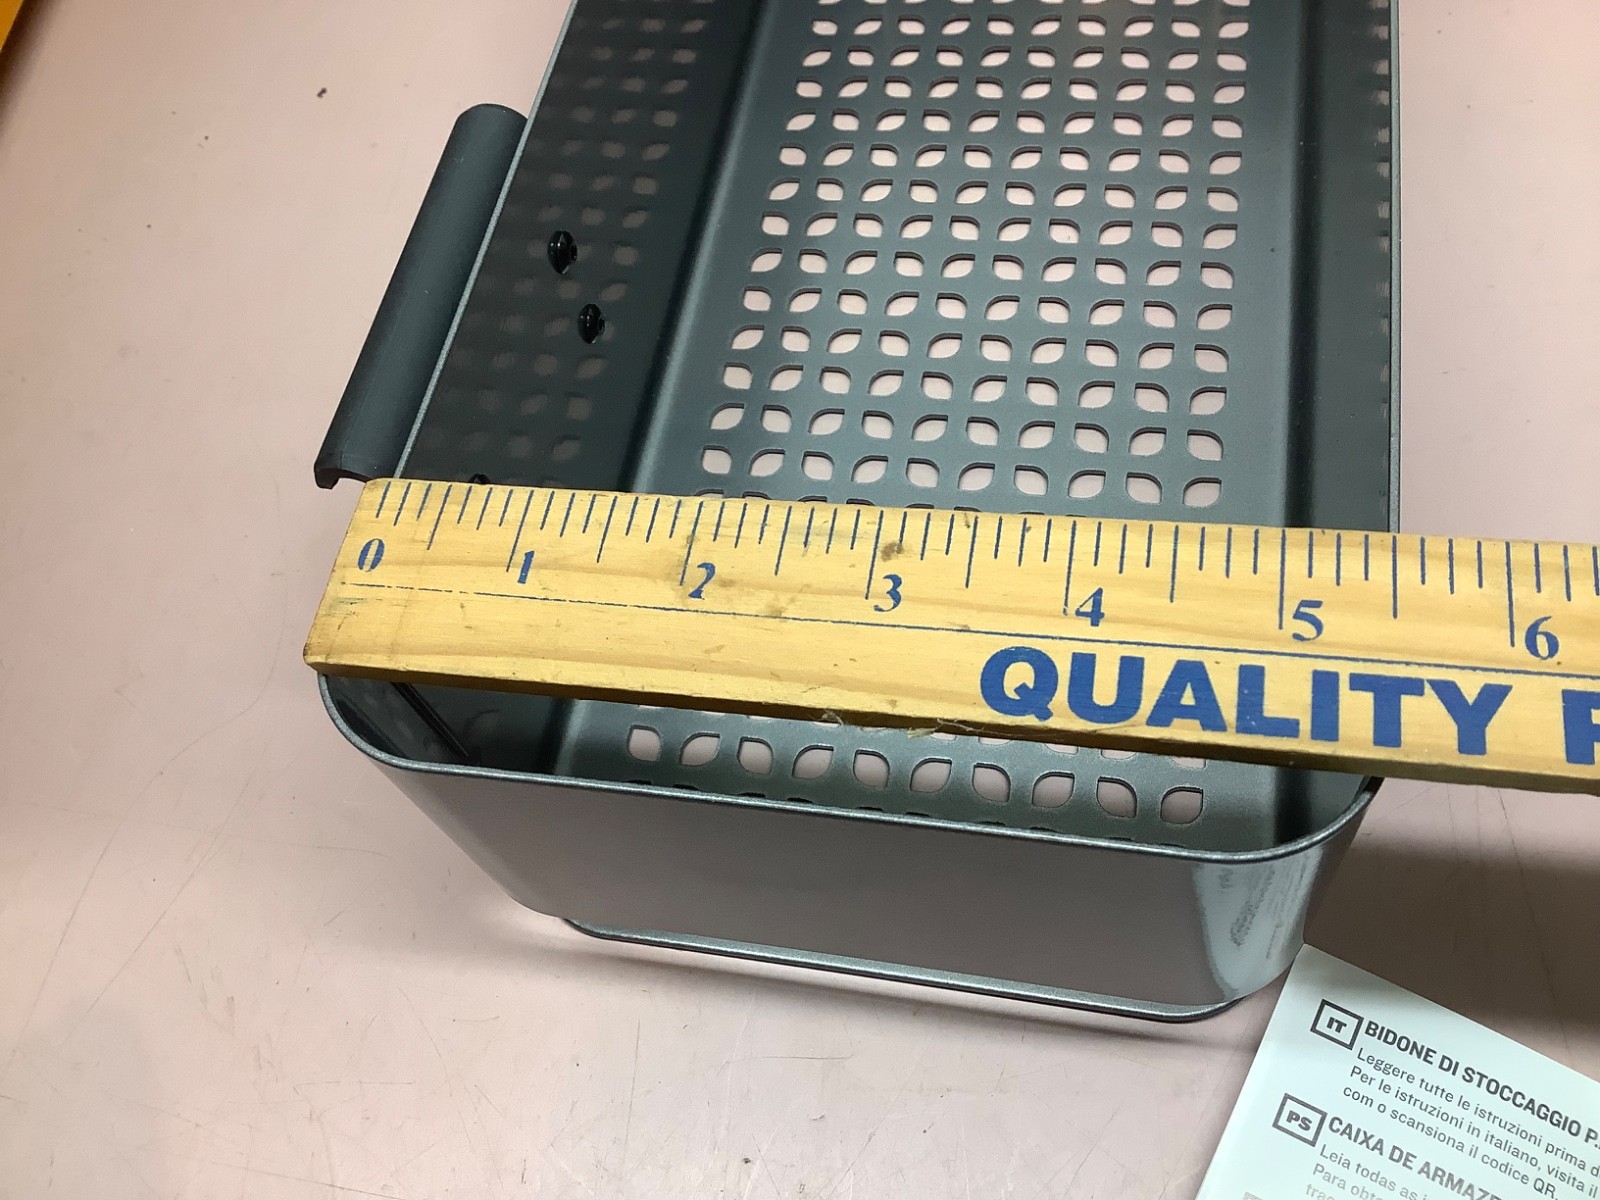 0 1 2 3 4 5 6
QUALITY
IT BIDONE DI STOCCAGGIO
Leggere tutte le istruzioni prima
Per le istruzioni in italiano, visita il
com o scansiona il codice QR.
PS CAIXA DE
Leia todas as
Para